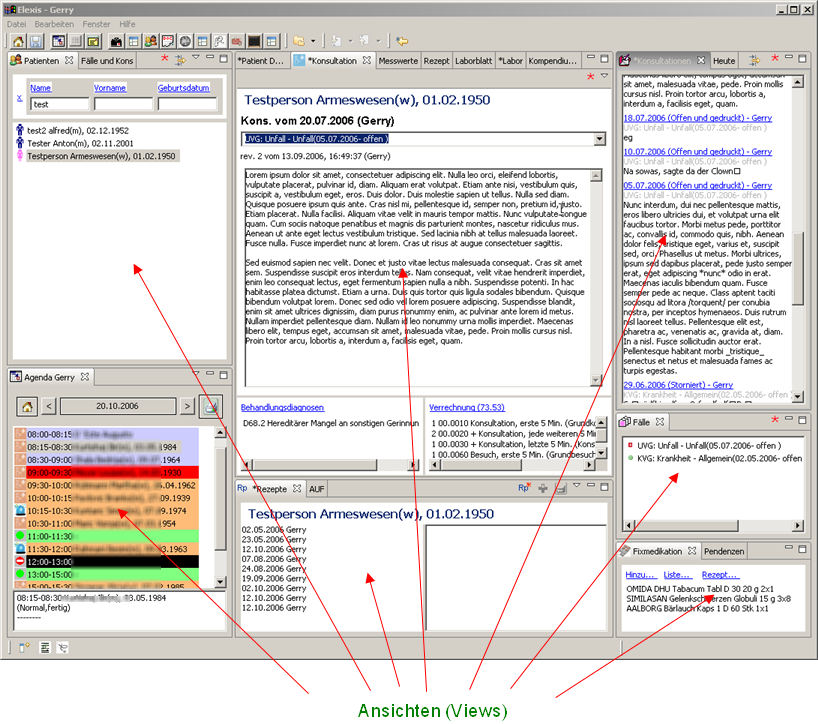 Elexis - Gerry
Datei Bearbeiten Fenster Hilfe
Patienten
Fälle und Kons
Name Vorname Geburtsdatum
x
test
test2 alfred(m), 02.12.1952
Tester Anton(m), 02.11.2001
Testperson Armeswesen(w), 01.02.1950
*Patient D...
*Konsultation
Messwerte
Rezept
Laborblatt
*Labor
Kompendiu...
Testperson Armeswesen(w), 01.02.1950
Kons. vom 20.07.2006 (Gerry)
UVG: Unfall - Unfall(05.07.2006- offen )
rev. 2 vom 13.09.2006, 16:49:37 (Gerry)
Lorem ipsum dolor sit amet, consectetuer adipiscing elit. Nulla leo orci, eleifend lobortis,
vulputate placerat, pulvinar id, diam. Aliquam erat volutpat. Etiam ante nisi, vestibulum quis,
suscipit a, vestibulum eget, eros. Duis dolor. Duis molestie sapien ut tellus. Nulla sed diam.
Quisque posuere ipsum quis ante. Cras nisl mi, pellentesque id, semper non, pretium id, justo.
Etiam placerat. Nulla facilisi. Aliquam vitae velit in mauris tempor mattis. Nunc vulputate congue
quam. Cum sociis natoque penatibus et magnis dis parturient montes, nascetur ridiculus mus.
Aenean ut ante eget lectus vestibulum tristique. Sed lacinia nibh at tellus malesuada laoreet.
Fusce nulla. Fusce imperdiet nunc at lorem. Cras ut risus at augue consectetuer sagittis.
Sed euismod sapien nec velit. Donec et justo vitae lectus malesuada consequat. Cras sit amet
sem. Suspendisse suscipit eros interdum tellus. Nam consequat, velit vitae hendrerit imperdiet,
enim leo consequat lectus, eget fermentum sapien nulla a nibh. Suspendisse potenti. In hac
habitasse platea dictumst. Etiam a urna. Duis quis tortor quis ligula sodales bibendum. Quisque
bibendum volutpat lorem. Donec sed odio vel lorem posuere adipiscing. Suspendisse blandit,
enim sit amet ultrices dignissim, diam purus nonummy enim, ac pulvinar ante lorem id metus.
Nullam imperdiet pellentesque diam. Nullam id leo nonummy urna mollis imperdiet. Maecenas
libero elit, tempus eget, accumsan sit amet, malesuada vitae, pede. Proin mollis cursus nisl.
Proin tortor arcu, lobortis a, interdum a, facilisis eget, quam.
Behandlungsdiagnosen
D68.2 Hereditärer Mangel an sonstigen Gerinnun
Verrechnung (73.53)
1 00.0010 Konsultation, erste 5 Min. (Grundk
2 00.0020 + Konsultation, jede weiteren 5 Mi
1 00.0030 + Konsultation, letzte 5 Min. (Kons
1 00.0060 Besuch, erste 5 Min. (Grundbesuc
*Konsultationen
Heute
sit amet, malesuada vitae, pede. Proin mollis
cursus nisl. Proin tortor arcu, lobortis a,
interdum a, facilisis eget, quam.
18.07.2006 (Offen und gedruckt) - Gerry
UVG: Unfall - Unfall(05.07.2006- offen )
eg
10.07.2006 (Offen und gedruckt) - Gerry
UVG: Unfall - Unfall(05.07.2006- offen )
Na sowas, sagte da der Clown
05.07.2006 (Offen und gedruckt) - Gerry
UVG: Unfall - Unfall(05.07.2006- offen )
Nunc interdum, dui nec pellentesque mattis,
eros libero ultricies dui, et volutpat urna elit
faucibus tortor. Morbi metus pede, porttitor
ac, convallis id, commodo quis, nibh. Aenean
dolor felis, tristique eget, varius et, suscipit
sed, orci. Phasellus ut metus. Morbi ultrices,
ipsum sed dapibus placerat, pede justo semper
erat, eget adipiscing *nunc* odio in erat.
Maecenas iaculis bibendum quam. Fusce
semper pede ac neque. Class aptent taciti
sociosqu ad litora /torquent/ per conubia
nostra, per inceptos hymenaeos. Duis rutrum
nisl laoreet tellus. Pellentesque elit est,
pharetra ac, venenatis ac, gravida at, diam.
In a nisl. Fusce sollicitudin auctor erat.
Pellentesque habitant morbi _tristique_
senectus et netus et malesuada fames ac
turpis egestas.
29.06.2006 (Storniert) - Gerry
KVG: Krankheit - Allgemein(02.05.2006- offen )
Agenda Gerry
< 20.10.2006 >
08:00-08:15
08:15-08:30 1984
08:30-09:00 1964
09:00-09:30 .1930
09:30-10:00 .04.1962
10:00-10:15 .09.1939
10:15-10:30 .09.1974
10:30-11:00 1954
11:00-11:30
11:30-12:00 .03.1963
12:00-13:00
13:00-15:00
15:00-15:30 .02.1985
08:15-08:30 .05.1984
(Normal,fertig)
--------
Rp *Rezepte
AUF
Rp
Testperson Armeswesen(w), 01.02.1950
02.05.2006 Gerry
23.05.2006 Gerry
12.10.2006 Gerry
07.08.2006 Gerry
24.08.2006 Gerry
19.09.2006 Gerry
02.10.2006 Gerry
12.10.2006 Gerry
12.10.2006 Gerry
Fälle
UVG: Unfall - Unfall(05.07.2006- offen )
KVG: Krankheit - Allgemein(02.05.2006- offen
Fixmedikation
Pendenzen
Hinzu... Liste... Rezept...
OMIDA DHU Tabacum Tabl D 30 20 g 2x1
SIMILASAN Gelenkschmerzen Globuli 15 g 3x8
AALBORG Bärlauch Kaps 1 D 60 Stk 1x1
Ansichten (Views)